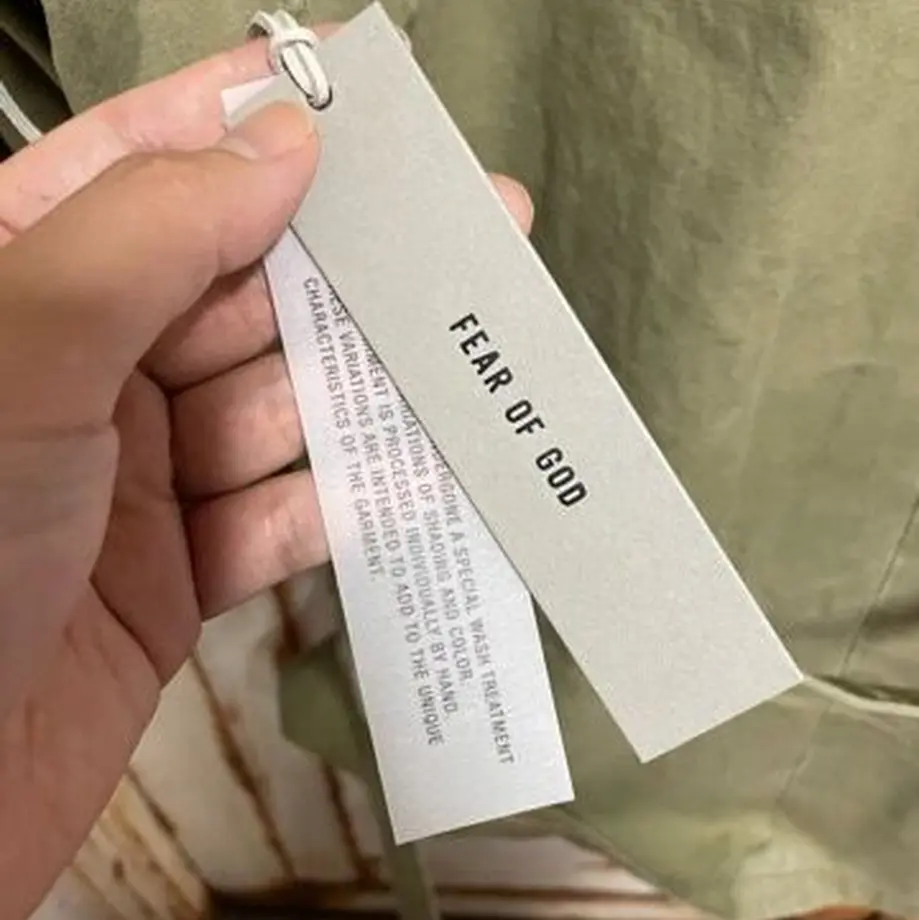 FEAR OF GOD
A SPECIAL WASH TREATMENT
OF SHADING AND COLOR.
IS PROCESSED INDIVIDUALLY BY HAND.
VARIATIONS ARE INTENDED TO ADD TO THE UNIQUE
CHARACTERISTICS OF THE GARMENT.